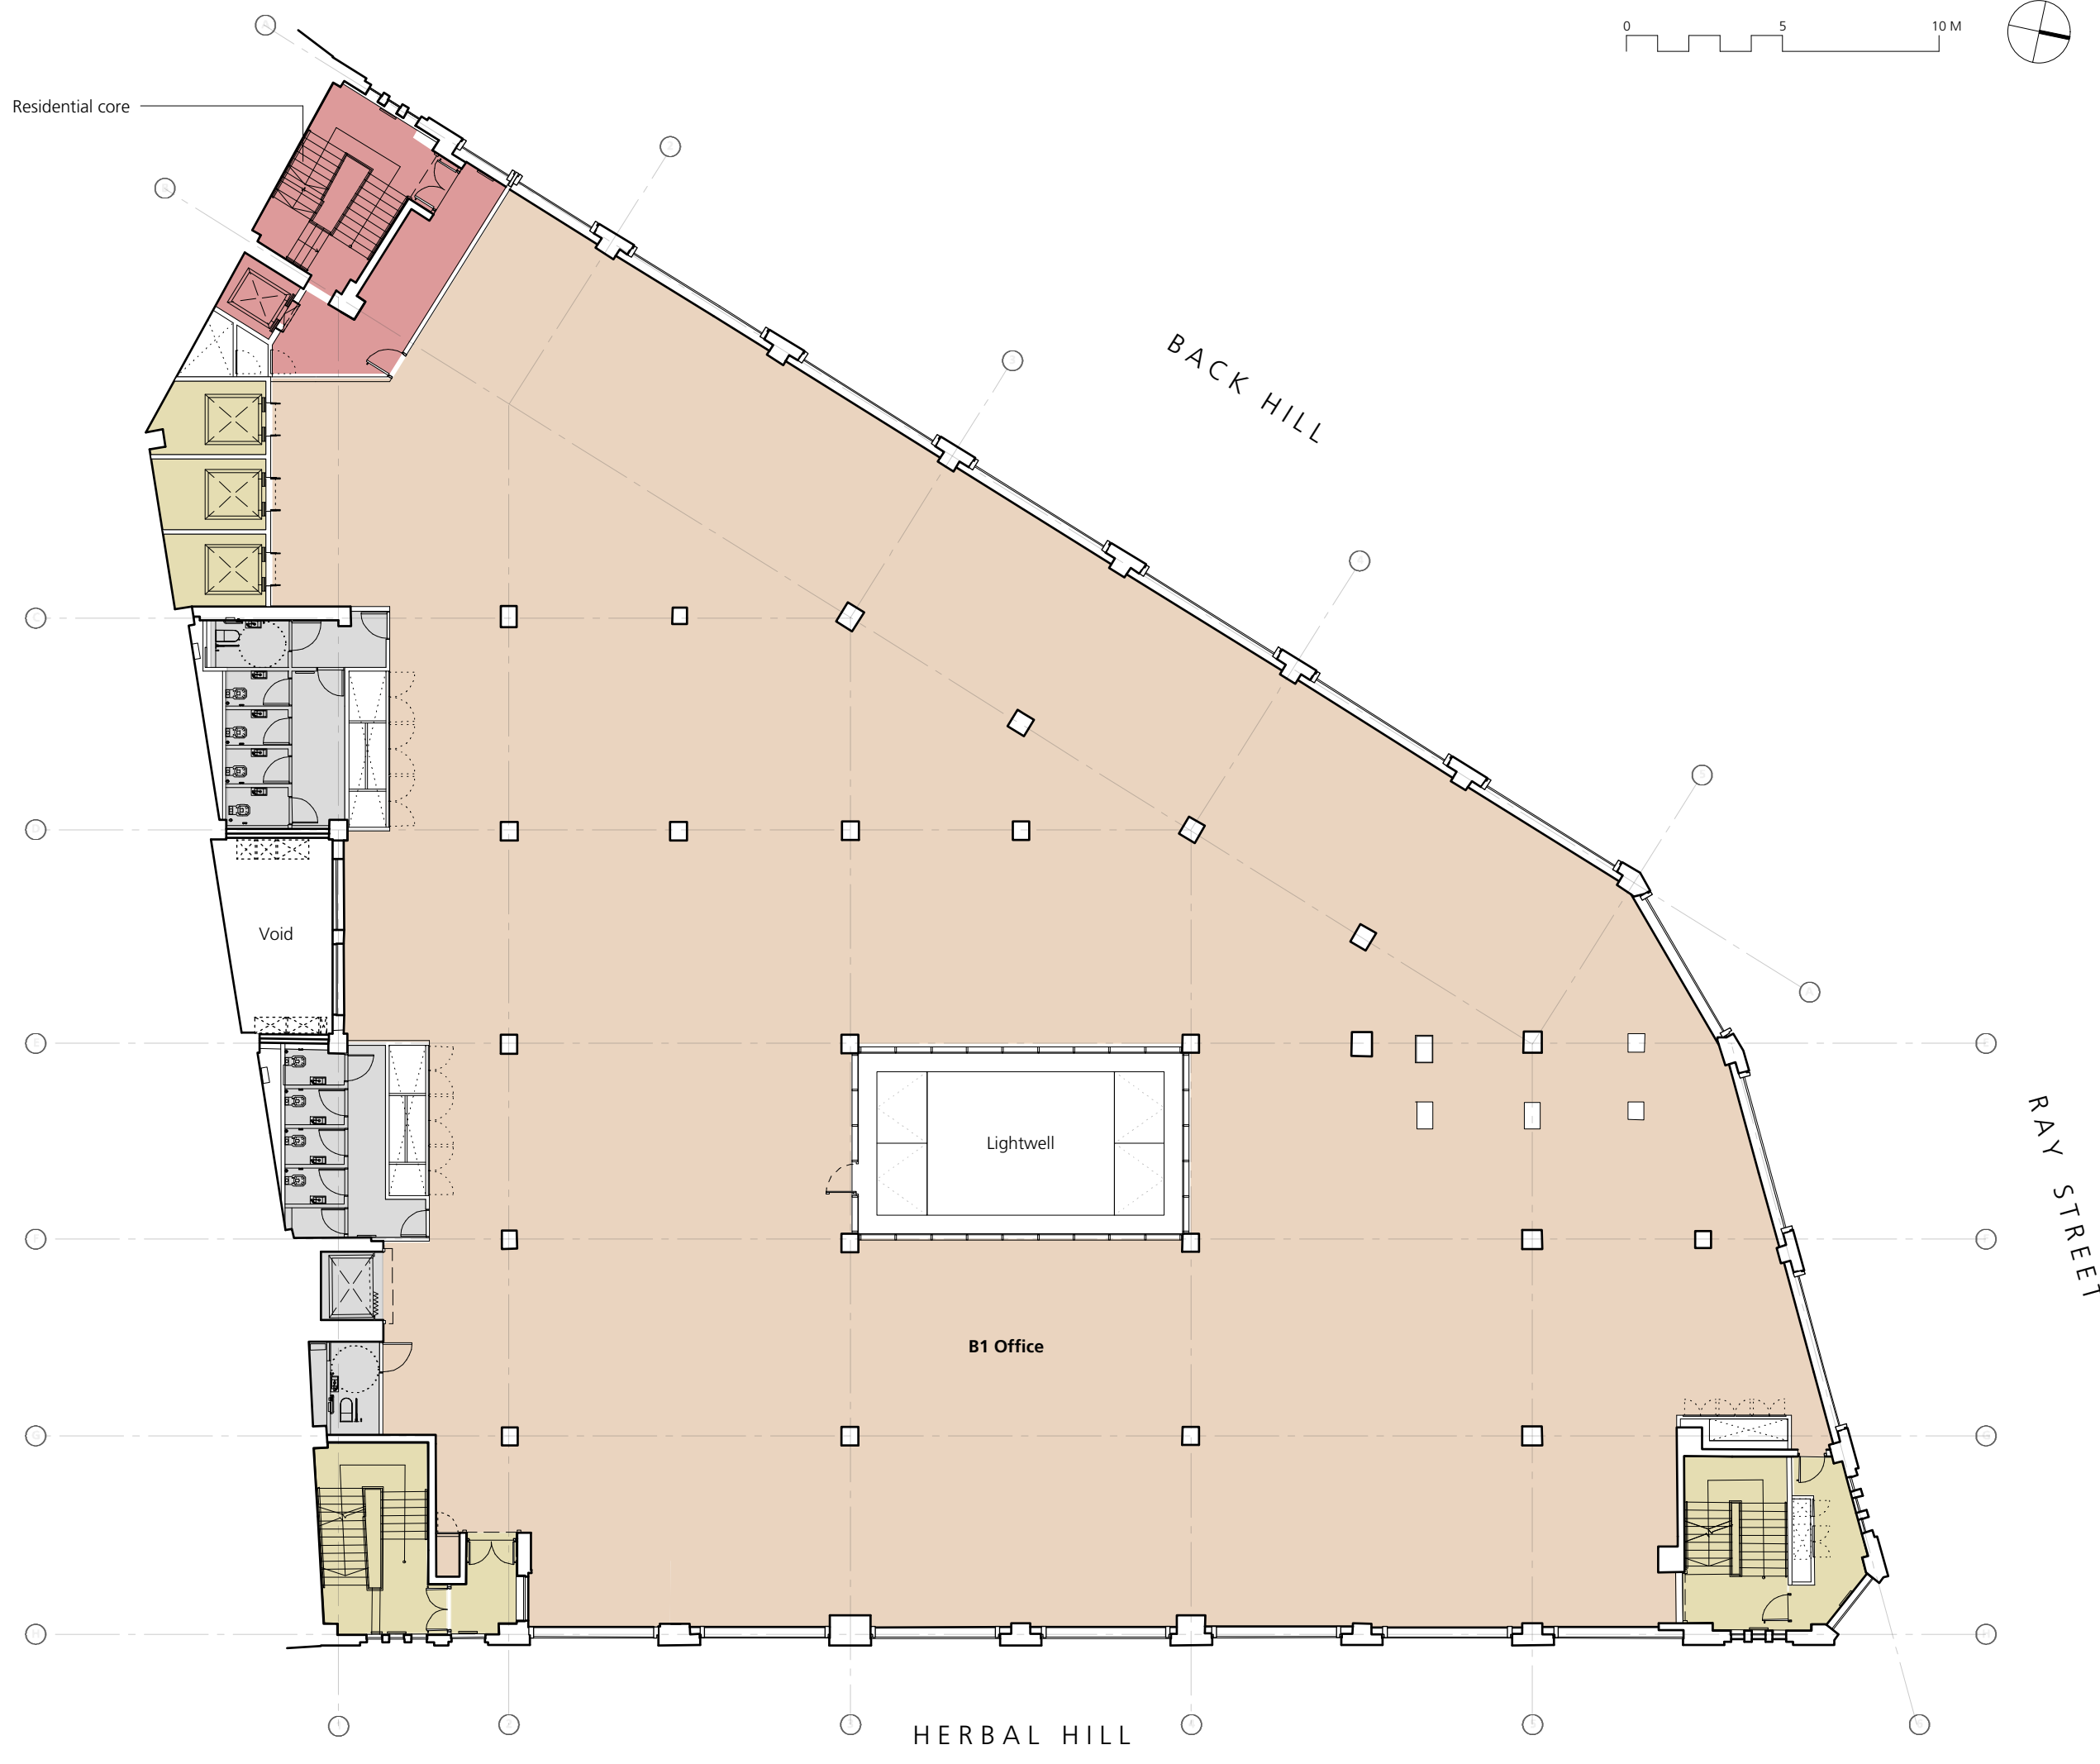 0 5 10 M
Residential core
BACK HILL
Void
RAY STREET
Lightwell
B1 Office
HERBAL HILL